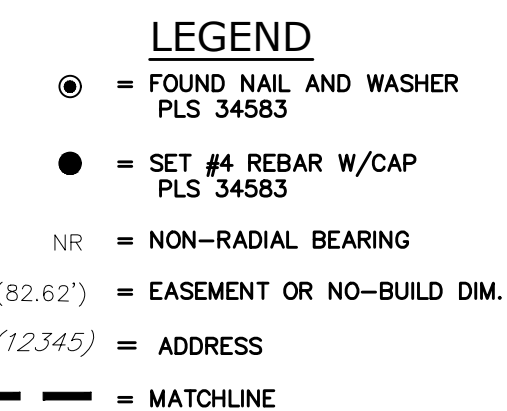 LEGEND
= FOUND NAIL AND WASHER
PLS 34583
= SET #4 REBAR W/CAP
PLS 34583
NR = NON-RADIAL BEARING
(82.62') = EASEMENT OR NO-BUILD DIM.
(12345) = ADDRESS
= MATCHLINE